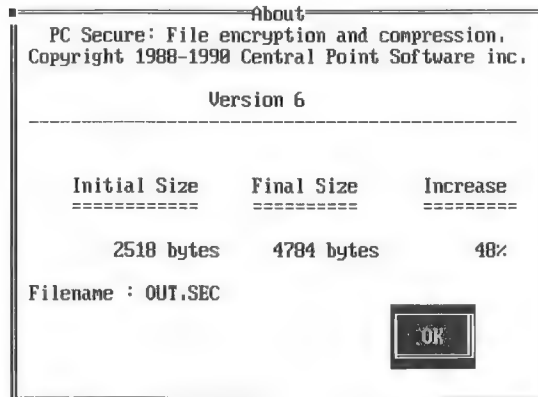 About
PC Secure: File encryption and compression.
Copyright 1988-1990 Central Point Software inc.
Version 6
Initial Size Final Size Increase
2518 bytes 4784 bytes 48%
Filename : OUT.SEC
OK